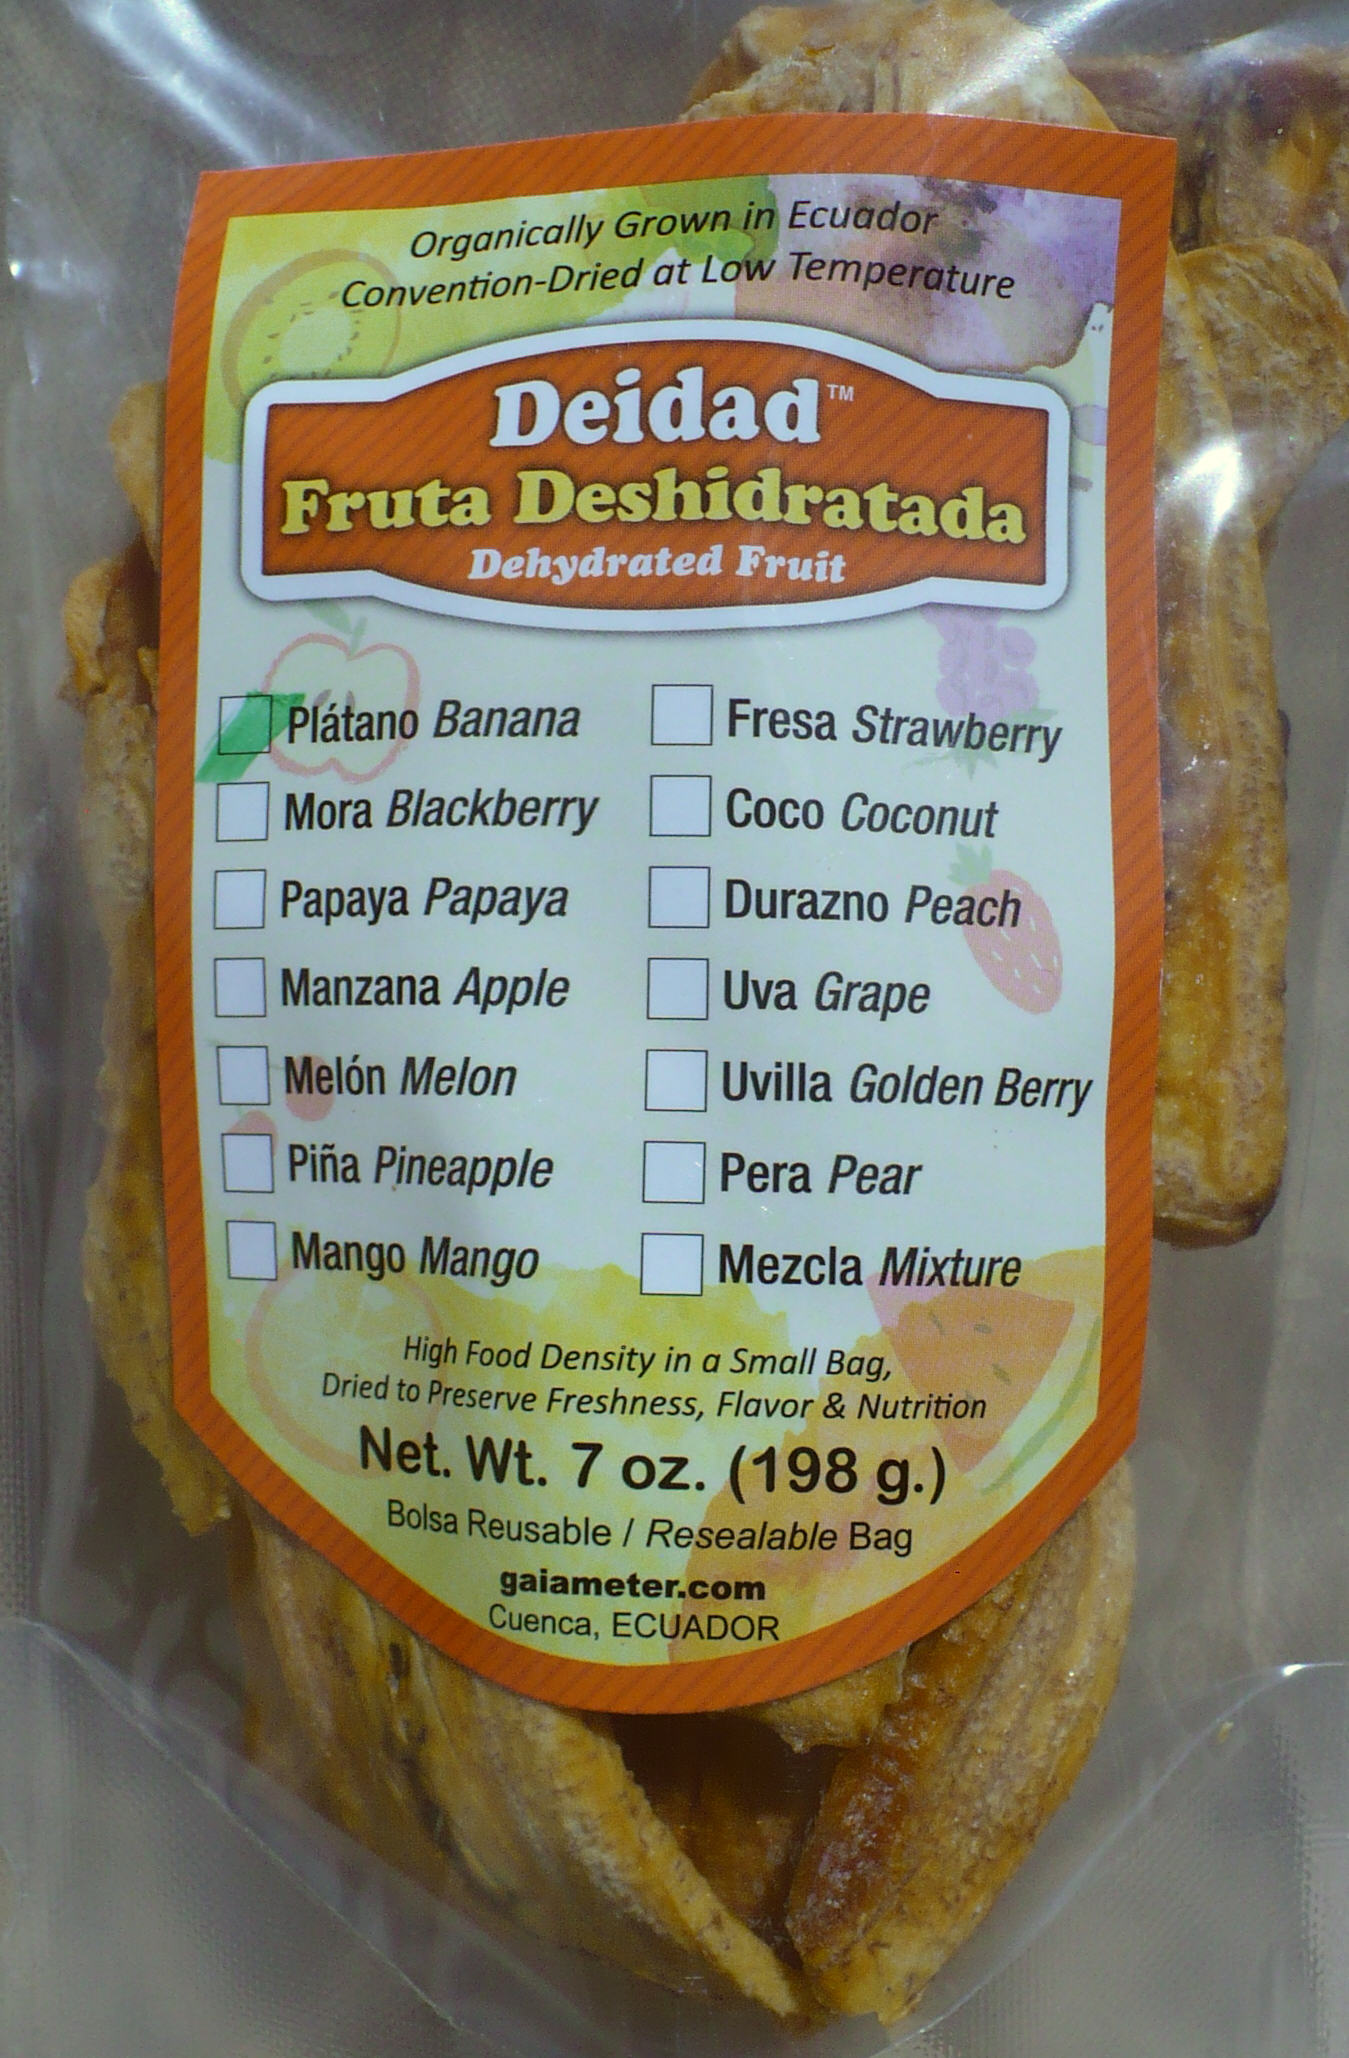 Organically Grown in Ecuador
Convention-Dried at Low Temperature
Deidad™
Fruta Deshidratada
Dehydrated Fruit
Plátano Banana
Mora Blackberry
Papaya Papaya
Manzana Apple
Melón Melon
Piña Pineapple
Mango Mango
Fresa Strawberry
Coco Coconut
Durazno Peach
Uva Grape
Uvilla Golden Berry
Pera Pear
Mezcla Mixture
High Food Density in a Small Bag,
Dried to Preserve Freshness, Flavor & Nutrition
Net. Wt. 7 oz. (198 g.)
Bolsa Reusable / Resealable Bag
gaiameter.com
Cuenca, ECUADOR